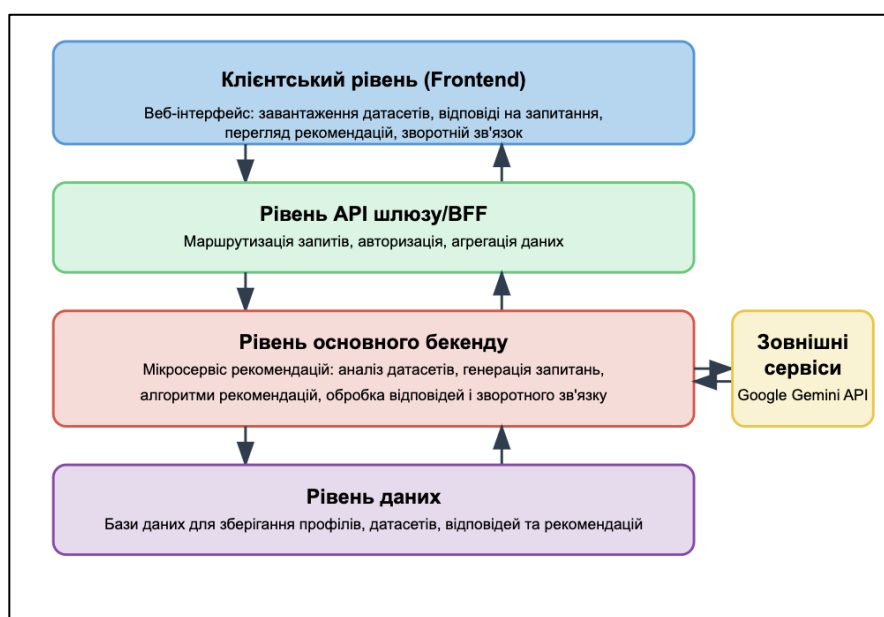 Клієнтський рівень (Frontend)
Веб-інтерфейс: завантаження датасетів, відповіді на запитання,
перегляд рекомендацій, зворотній зв'язок
Рівень API шлюзу/BFF
Маршрутизація запитів, авторизація, агрегація даних
Рівень основного бекенду
Мікросервіс рекомендацій: аналіз датасетів, генерація запитань,
алгоритми рекомендацій, обробка відповідей і зворотного зв'язку
Зовнішні
сервіси
Google Gemini API
Рівень даних
Бази даних для зберігання профілів, датасетів, відповідей та рекомендацій